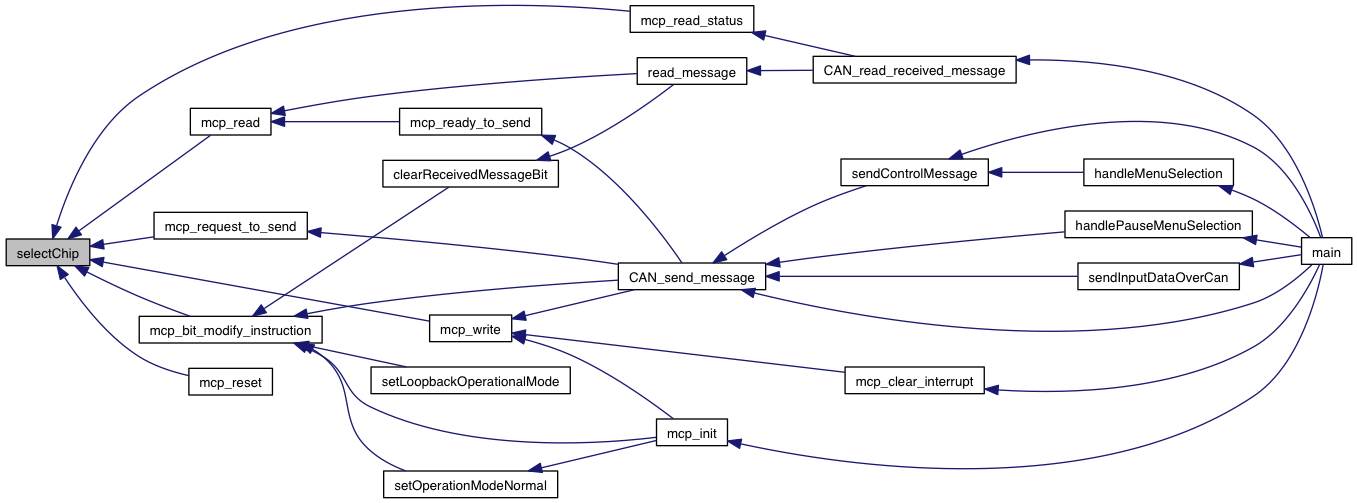 mcp_read_status
read_message
CAN_read_received_message
mcp_read
mcp_ready_to_send
clearReceivedMessageBit
sendControlMessage
handleMenuSelection
mcp_request_to_send
handlePauseMenuSelection
selectChip
main
CAN_send_message
sendInputDataOverCan
mcp_bit_modify_instruction
mcp_write
mcp_reset
setLoopbackOperationalMode
mcp_clear_interrupt
mcp_init
setOperationModeNormal